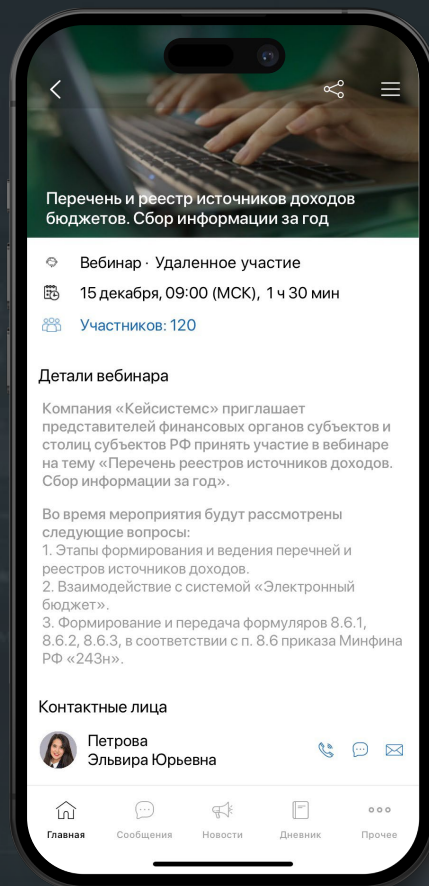 Перечень и реестр источников доходов
бюджетов. Сбор информации за год
Вебинар · Удаленное участие
15 декабря, 09:00 (МСК), 1 ч 30 мин
Участников: 120
Детали вебинара
Компания «Кейсистемс» приглашает
представителей финансовых органов субъектов и
столиц субъектов РФ принять участие в вебинаре
на тему «Перечень реестров источников доходов.
Сбор информации за год».
Во время мероприятия будут рассмотрены
следующие вопросы:
1. Этапы формирования и ведения перечней и
реестров источников доходов.
2. Взаимодействие с системой «Электронный
бюджет».
3. Формирование и передача формуляров 8.6.1,
8.6.2, 8.6.3, в соответствии с п. 8.6 приказа Минфина
РФ «243н».
Контактные лица
Петрова
Эльвира Юрьевна
Главная Сообщения Новости Дневник Прочее